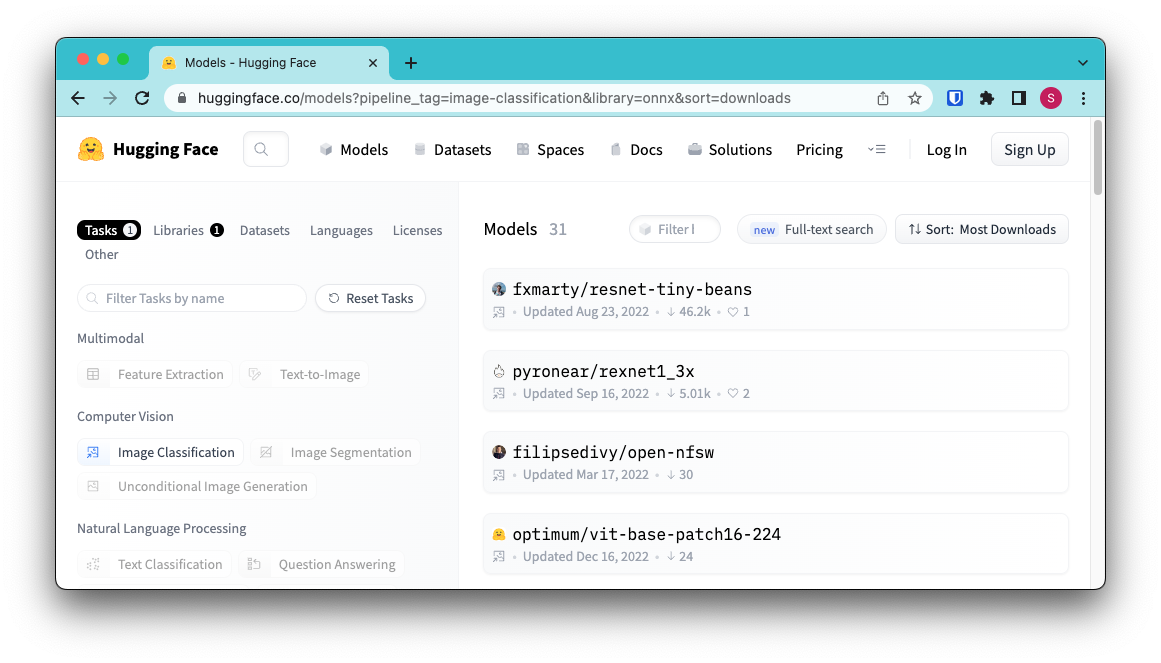 Models - Hugging Face
huggingface.co/models?pipeline_tag=image-classification&library=onnx&sort=downloads
S
Hugging Face
Models
Datasets
Spaces
Docs
Solutions
Pricing
Log In
Sign Up
Tasks 1
Libraries 1
Datasets
Languages
Licenses
Other
Filter Tasks by name
Reset Tasks
Multimodal
Feature Extraction
Text-to-Image
Computer Vision
Image Classification
Image Segmentation
Unconditional Image Generation
Natural Language Processing
Text Classification
Question Answering
Models 31
Filter
new Full-text search
Sort: Most Downloads
fxmarty/resnet-tiny-beans
• Updated Aug 23, 2022 • ↓ 46.2k • ♡ 1
pyronear/rexnet1_3x
• Updated Sep 16, 2022 • ↓ 5.01k • ♡ 2
filipsedivy/open-nfsw
• Updated Mar 17, 2022 • ↓ 30
optimum/vit-base-patch16-224
• Updated Dec 16, 2022 • ↓ 24